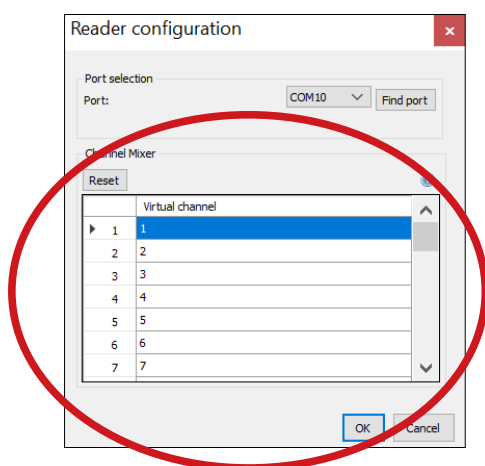 Reader configuration
Port selection
Port:
COM10
Find port
Channel Mixer
Reset
Virtual channel
1 1
2 2
3 3
4 4
5 5
6 6
7 7
OK
Cancel